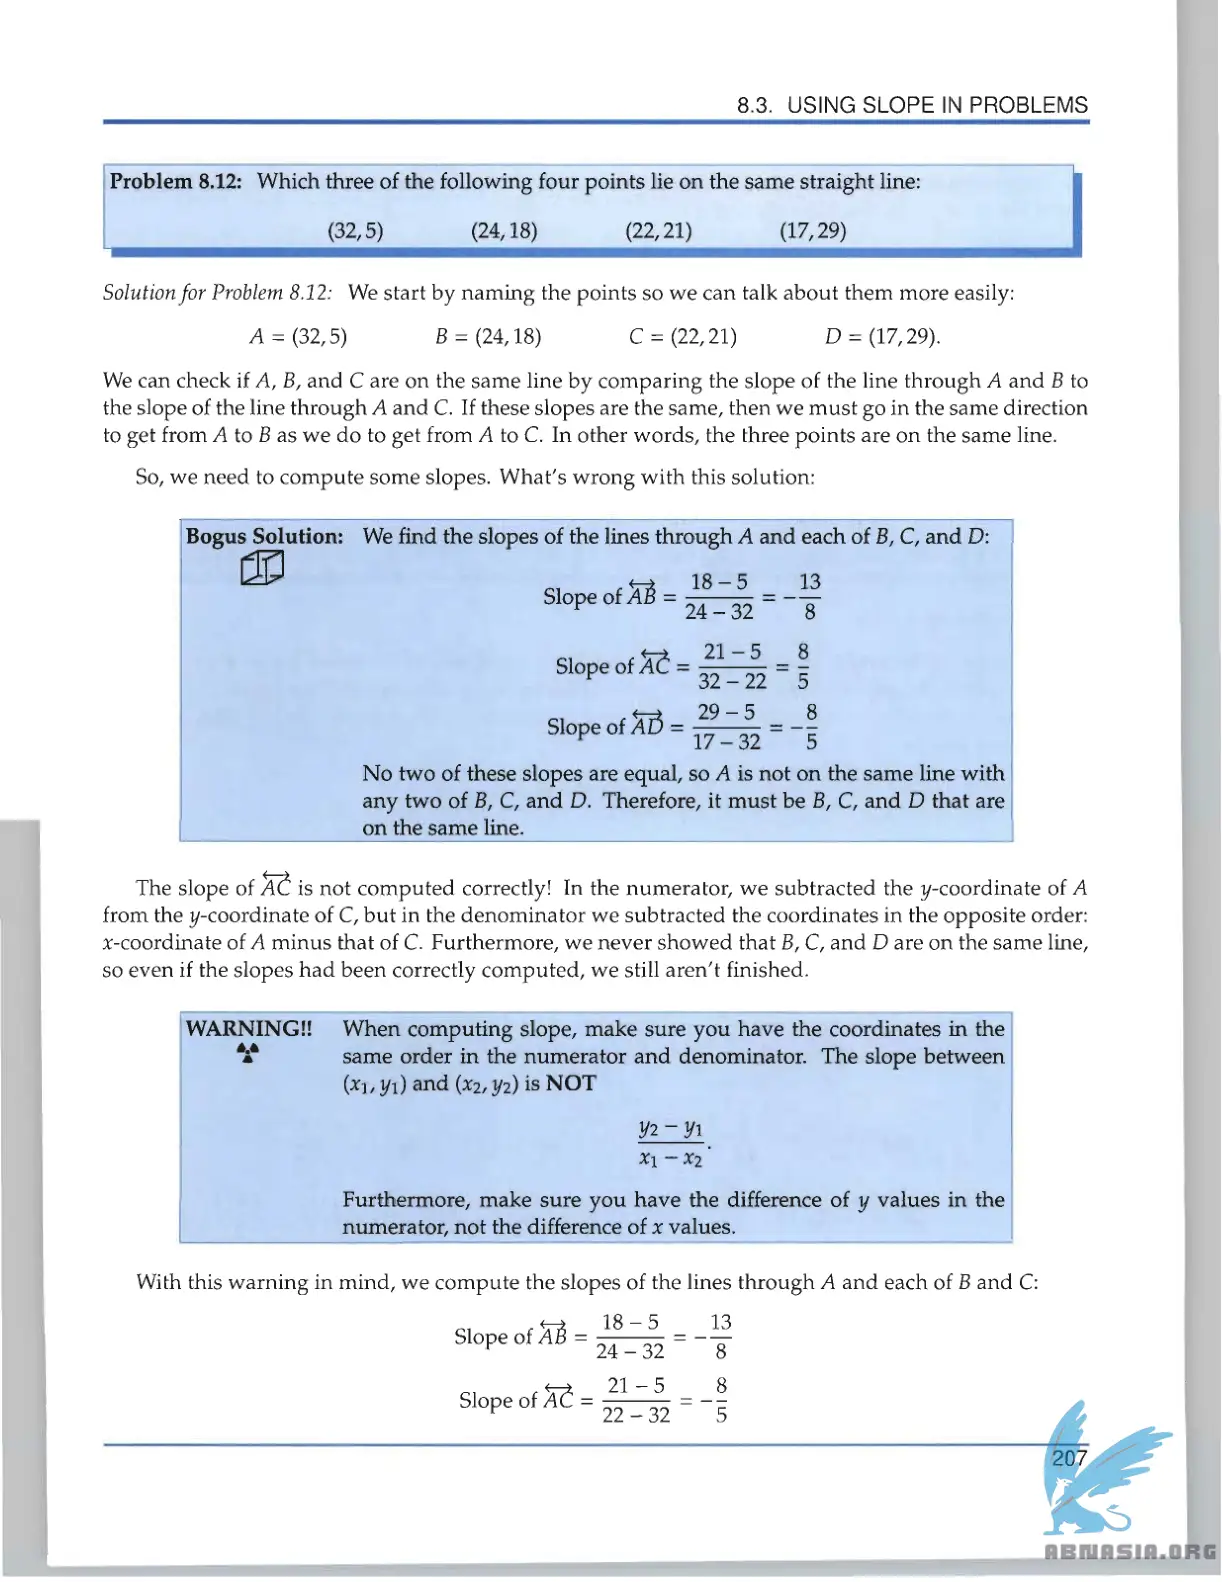 8.3. USING SLOPE IN PROBLEMS
Problem 8.12: Which three of the following four points lie on the same straight line:
(32, 5) (24, 18) (22, 21) (17, 29)
Solution for Problem 8.12: We start by naming the points so we can talk about them more easily:
A = (32, 5) B = (24, 18) C = (22, 21) D = (17, 29).
We can check if A, B, and C are on the same line by comparing the slope of the line through A and B to
the slope of the line through A and C. If these slopes are the same, then we must go in the same direction
to get from A to B as we do to get from A to C. In other words, the three points are on the same line.
So, we need to compute some slopes. What's wrong with this solution:
Bogus Solution: We find the slopes of the lines through A and each of B, C, and D:
Slope of \overleftrightarrow{AB} = \frac{18 - 5}{24 - 32} = -\frac{13}{8}
Slope of \overleftrightarrow{AC} = \frac{21 - 5}{32 - 22} = \frac{8}{5}
Slope of \overleftrightarrow{AD} = \frac{29 - 5}{17 - 32} = -\frac{8}{5}
No two of these slopes are equal, so A is not on the same line with
any two of B, C, and D. Therefore, it must be B, C, and D that are
on the same line.
The slope of \overleftrightarrow{AC} is not computed correctly! In the numerator, we subtracted the y-coordinate of A
from the y-coordinate of C, but in the denominator we subtracted the coordinates in the opposite order:
x-coordinate of A minus that of C. Furthermore, we never showed that B, C, and D are on the same line,
so even if the slopes had been correctly computed, we still aren't finished.
WARNING!! When computing slope, make sure you have the coordinates in the
same order in the numerator and denominator. The slope between
(x₁, y₁) and (x₂, y₂) is NOT
\frac{y₂ - y₁}{x₁ - x₂}.
Furthermore, make sure you have the difference of y values in the
numerator, not the difference of x values.
With this warning in mind, we compute the slopes of the lines through A and each of B and C:
Slope of \overleftrightarrow{AB} = \frac{18 - 5}{24 - 32} = -\frac{13}{8}
Slope of \overleftrightarrow{AC} = \frac{21 - 5}{22 - 32} = -\frac{8}{5}
207
ABNASIA.ORG